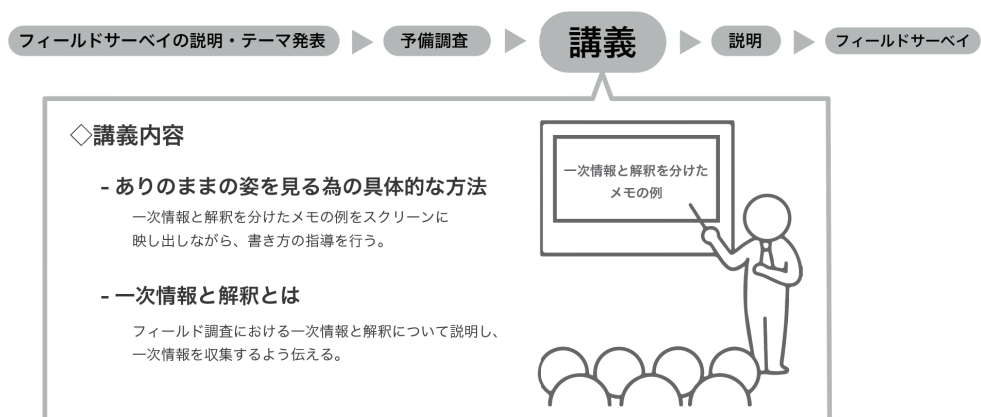 フィールドサーベイの説明・テーマ発表
予備調査
講義
説明
フィールドサーベイ
◇講義内容
- ありのままの姿を見る為の具体的な方法
一次情報と解釈を分けたメモの例をスクリーンに
映し出しながら、書き方の指導を行う。
- 一次情報と解釈とは
フィールド調査における一次情報と解釈について説明し、
一次情報を収集するよう伝える。
一次情報と解釈を分けた
メモの例